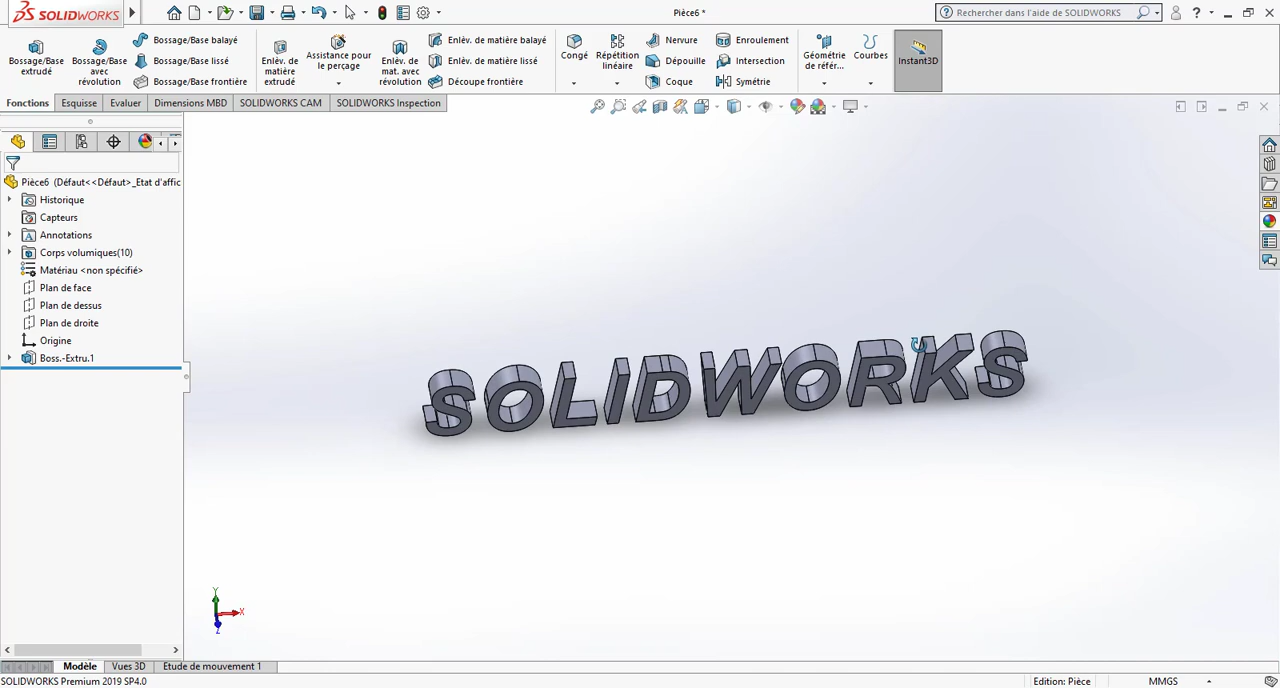 SOLIDWORKS
Pièce6 *
Rechercher dans l'aide de SOLIDWORKS
Bossage/Base extrudé
Bossage/Base avec révolution
Bossage/Base balayé
Bossage/Base lissé
Bossage/Base frontière
Enlèv. de matière extrudé
Assistance pour le perçage
Enlèv. de mat. avec révolution
Enlèv. de matière balayé
Enlèv. de matière lissé
Découpe frontière
Congé
Répétition linéaire
Nervure
Dépouille
Coque
Enroulement
Intersection
Symétrie
Géométrie de référ...
Courbes
Instant3D
Fonctions
Esquisse
Evaluer
Dimensions MBD
SOLIDWORKS CAM
SOLIDWORKS Inspection
Pièce6 (Défaut<<Défaut>_Etat d'affic
Historique
Capteurs
Annotations
Corps volumiques(10)
Matériau <non spécifié>
Plan de face
Plan de dessus
Plan de droite
Origine
Boss.-Extru.1
SOLIDWORKS
Y
X
Z
Modèle
Vues 3D
Etude de mouvement 1
SOLIDWORKS Premium 2019 SP4.0
Edition: Pièce
MMGS